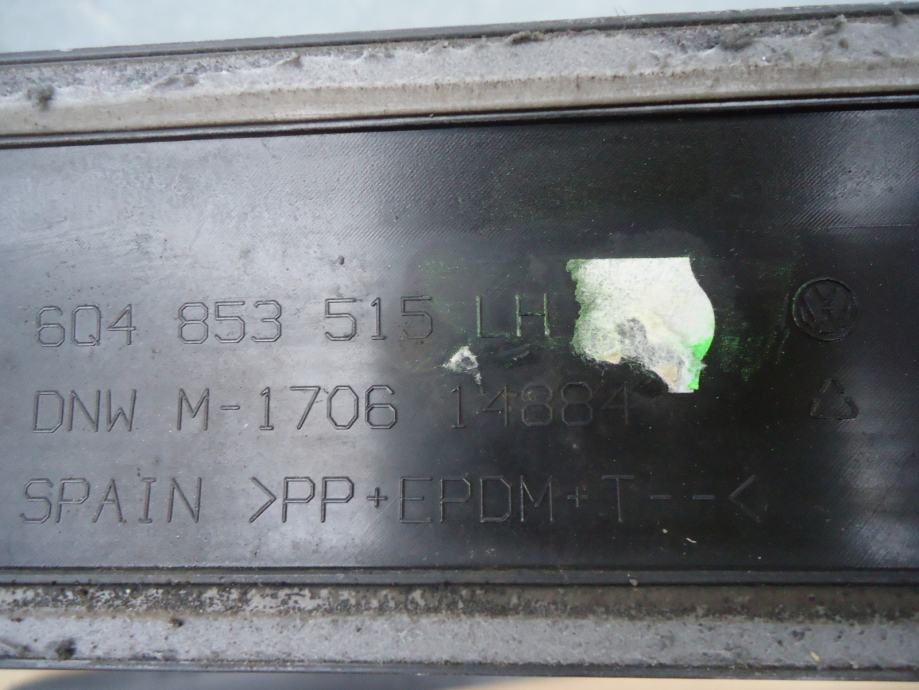 6Q4 853 515 LH
DNW M-1706 14884
SPAIN >PP+EPDM+T--<